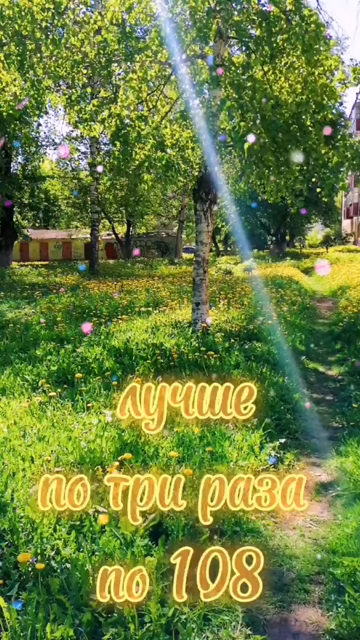 лучше
по три раза
по 108